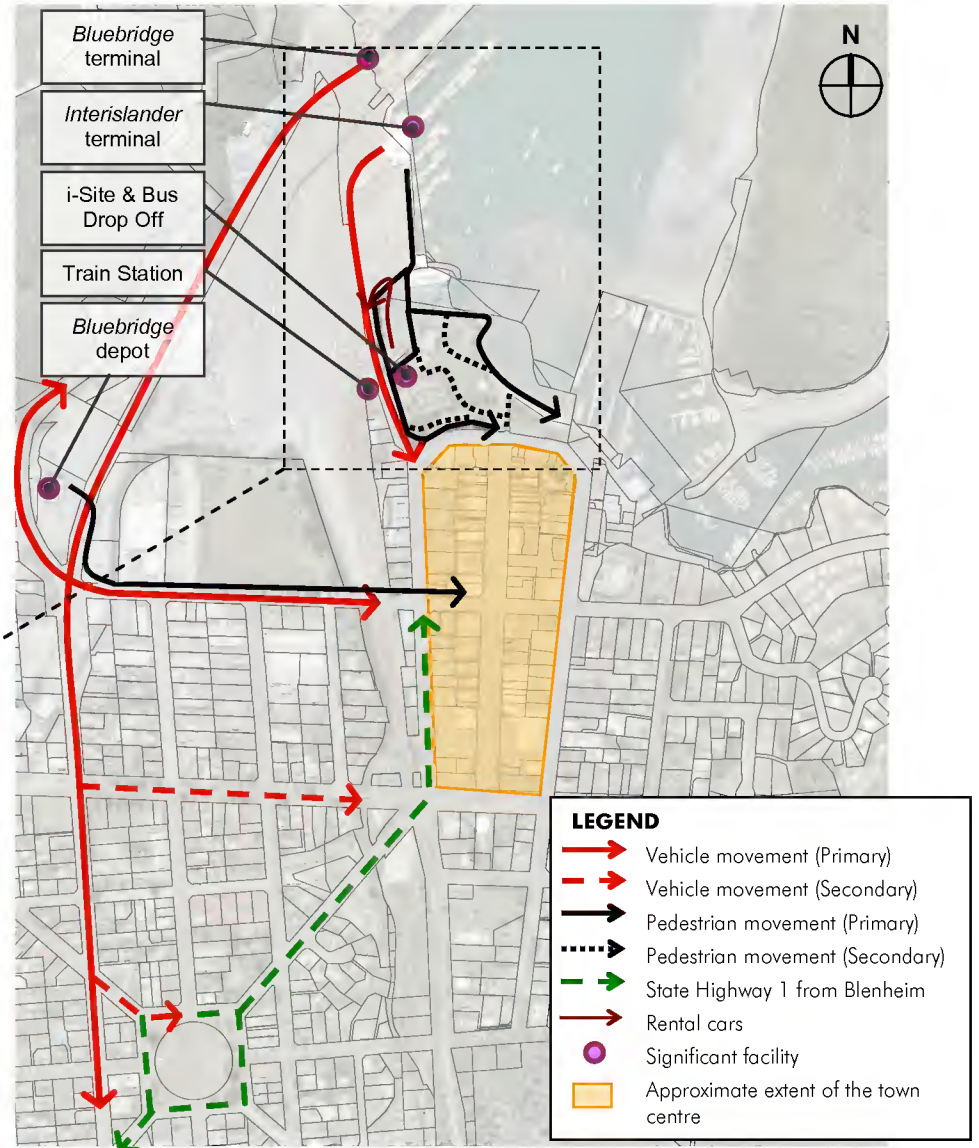 Bluebridge
terminal
N
Interislander
terminal
i-Site & Bus
Drop Off
Train Station
Bluebridge
depot
LEGEND
Vehicle movement (Primary)
Vehicle movement (Secondary)
Pedestrian movement (Primary)
Pedestrian movement (Secondary)
State Highway 1 from Blenheim
Rental cars
Significant facility
Approximate extent of the town
centre